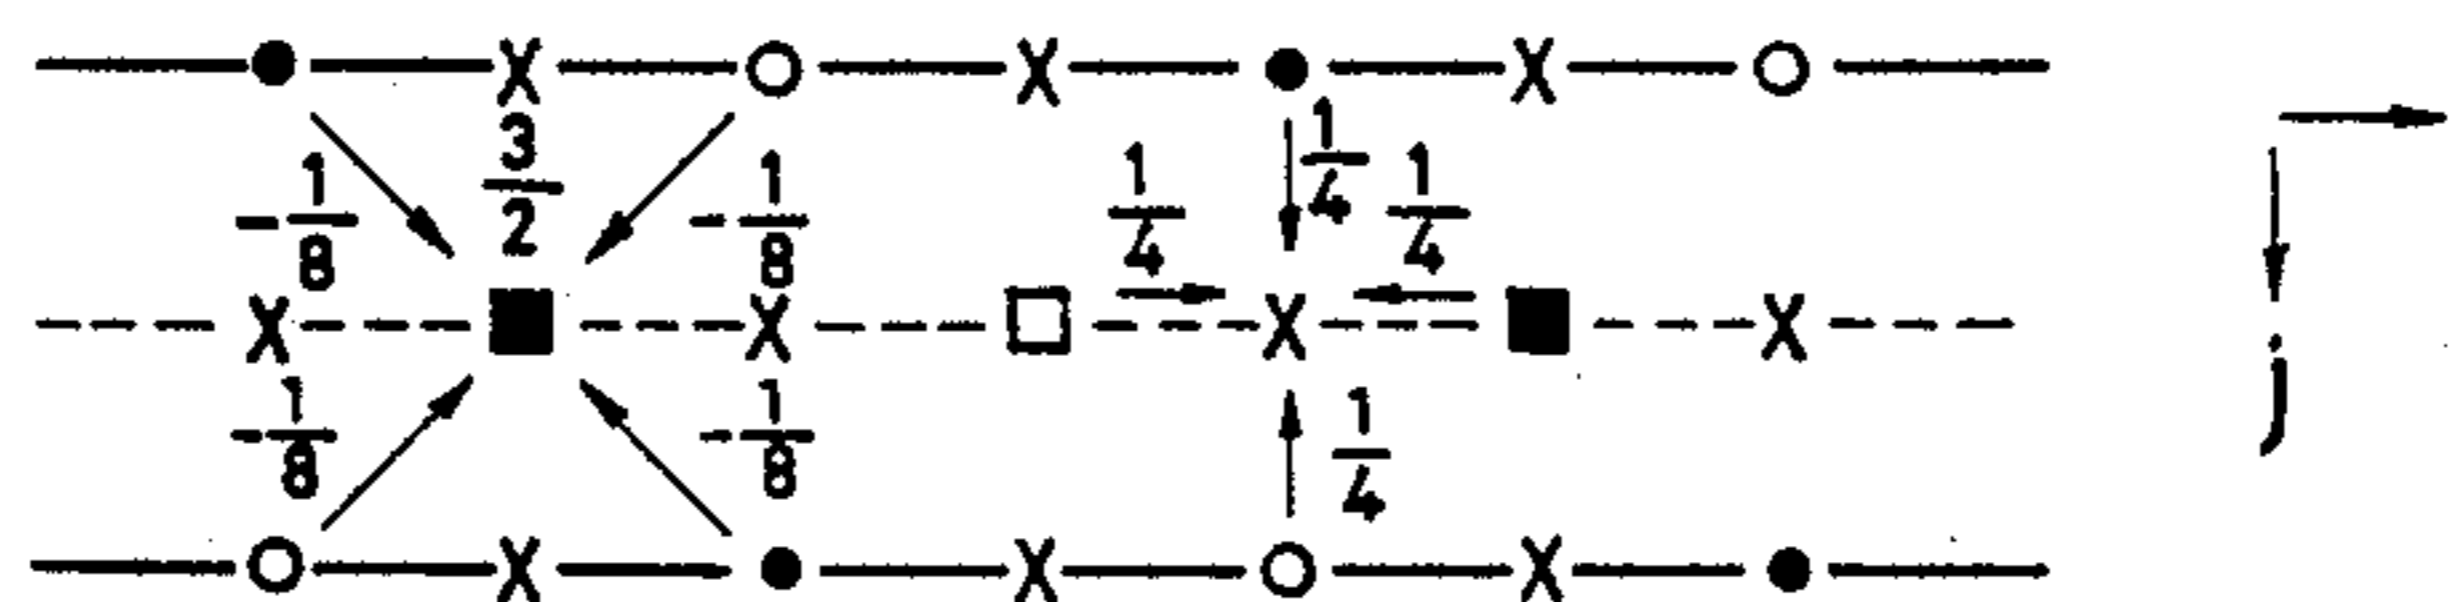 X X X
3/2
1/4
-1/8 -1/8 1/4 1/4
X X X X
j
-1/8 -1/8 1/4
X X X